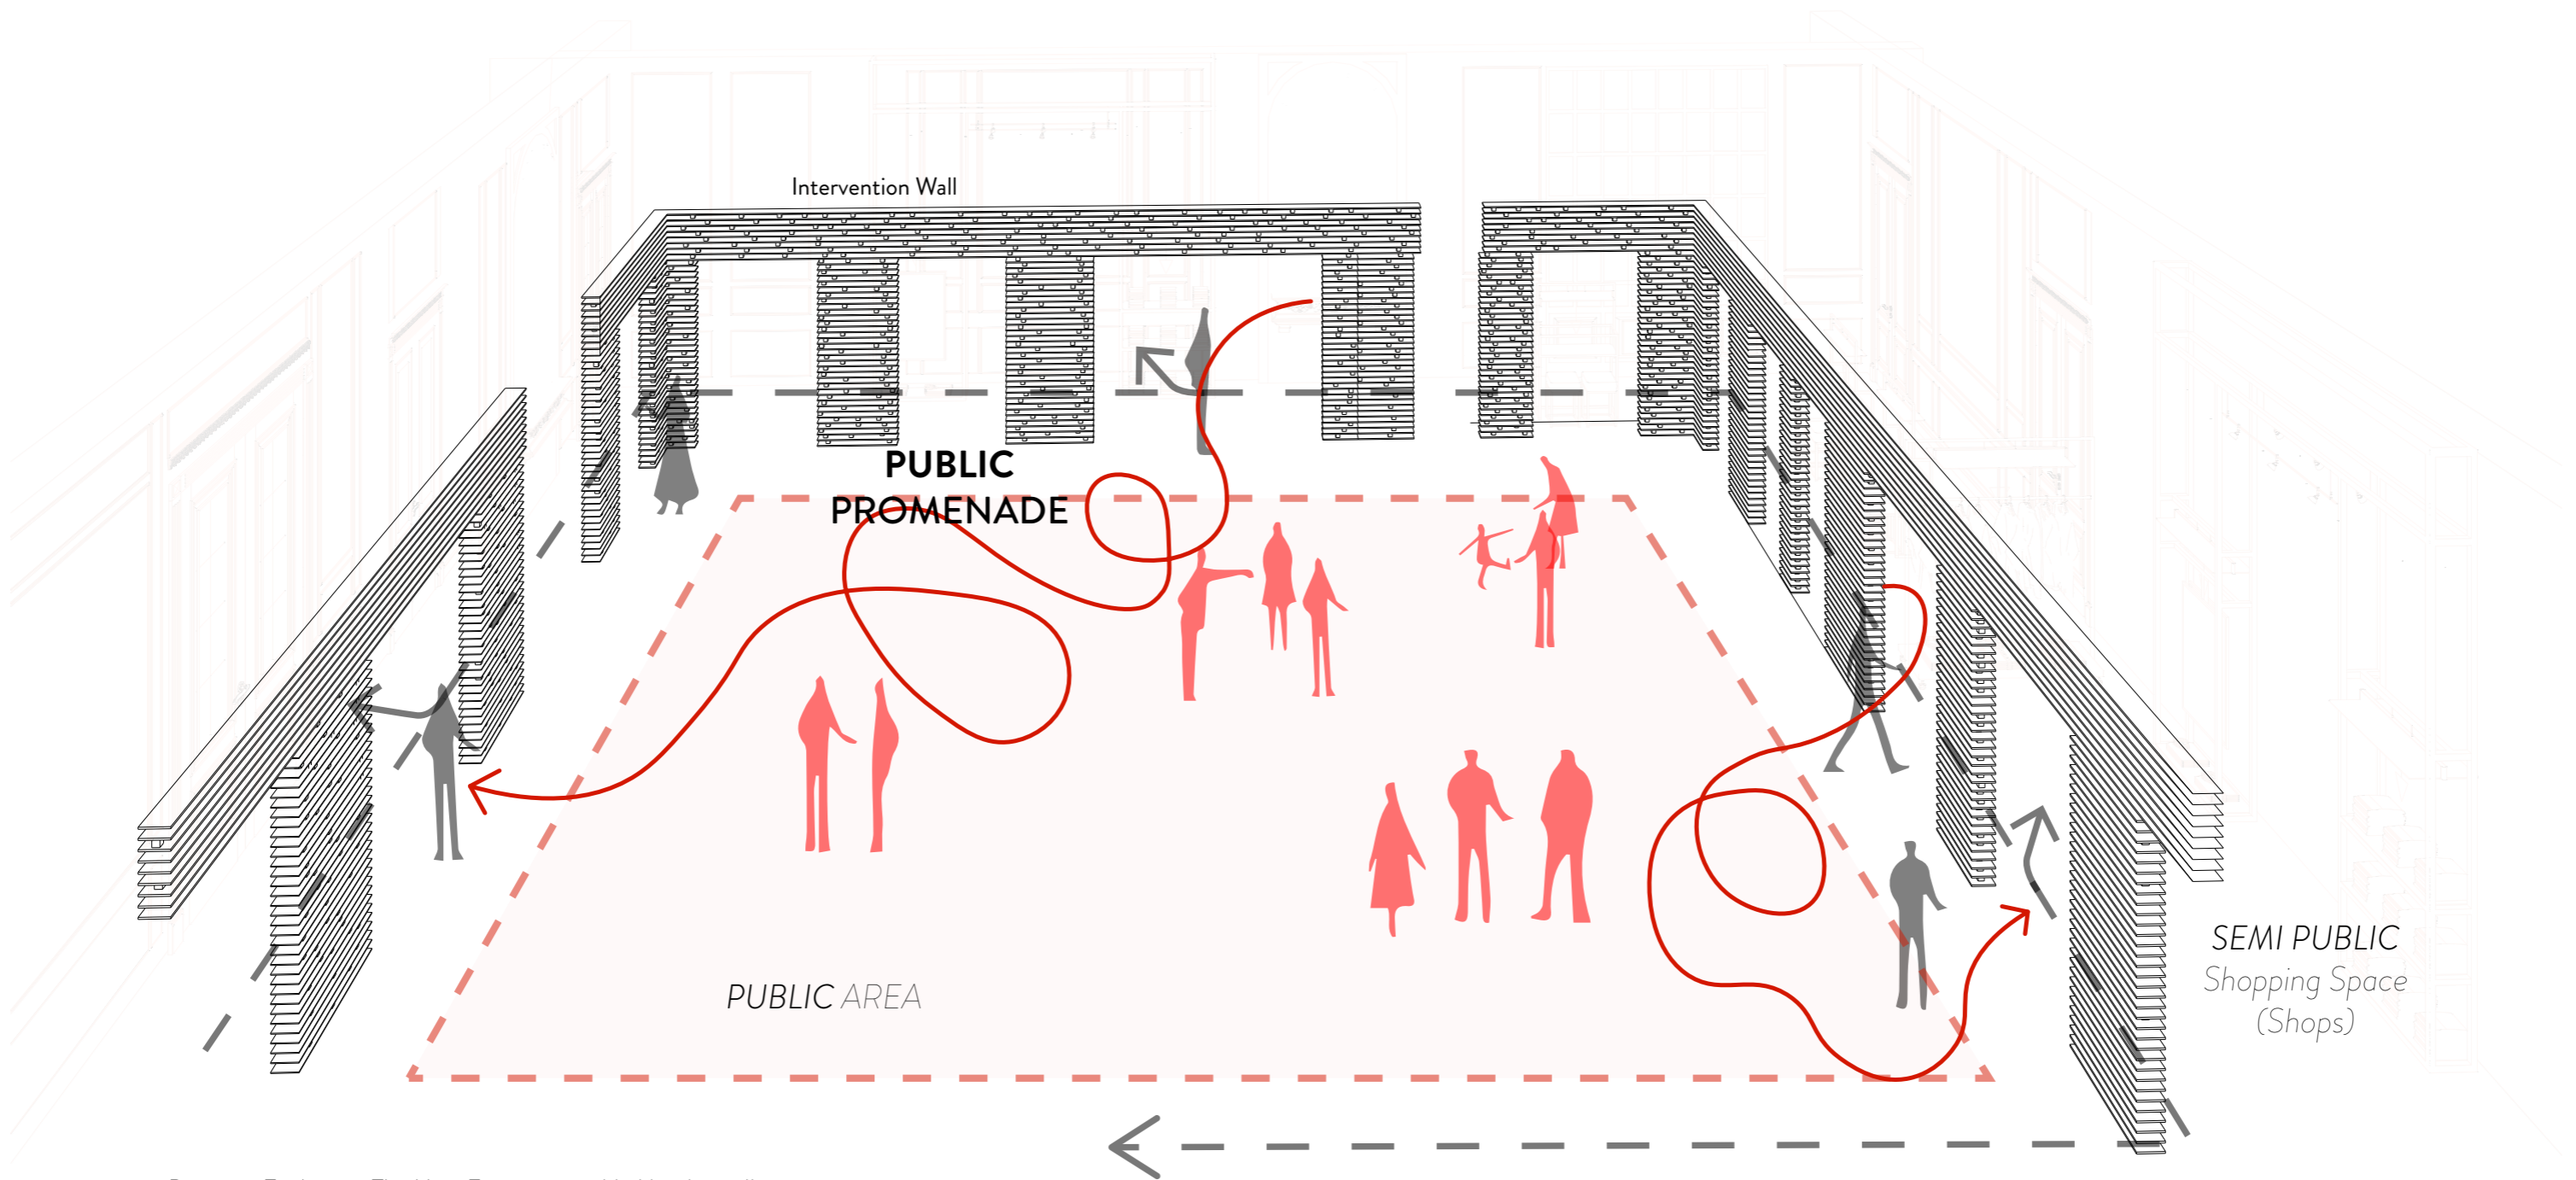 Intervention Wall
PUBLIC
PROMENADE
PUBLIC AREA
SEMI PUBLIC
Shopping Space
(Shops)